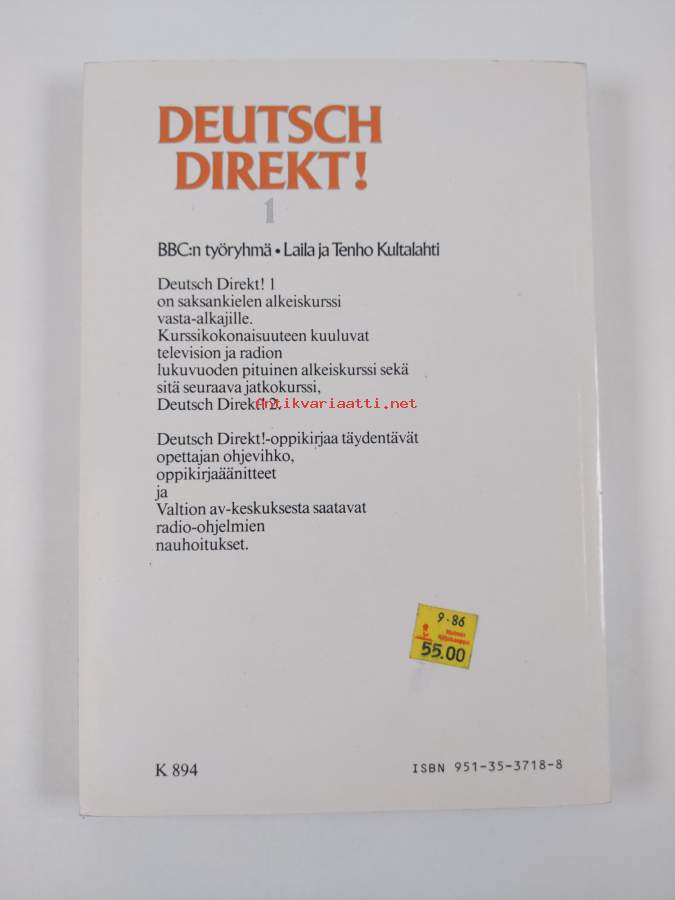 DEUTSCH
DIREKT!
1
BBC:n työryhmä • Laila ja Tenho Kultalahti
Deutsch Direkt! 1
on saksankielen alkeiskurssi
vasta-alkajille.
Kurssikokonaisuuteen kuuluvat
television ja radion
lukuvuoden pituinen alkeiskurssi sekä
sitä seuraava jatkokurssi,
Deutsch Direkt! 2.
Antikvariaatti.net
Deutsch Direkt!-oppikirjaa täydentävät
opettajan ohjevihko,
oppikirjaäänitteet
ja
Valtion av-keskuksesta saatavat
radio-ohjelmien
nauhoitukset.
9-86
55.00
K 894
ISBN 951-35-3718-8